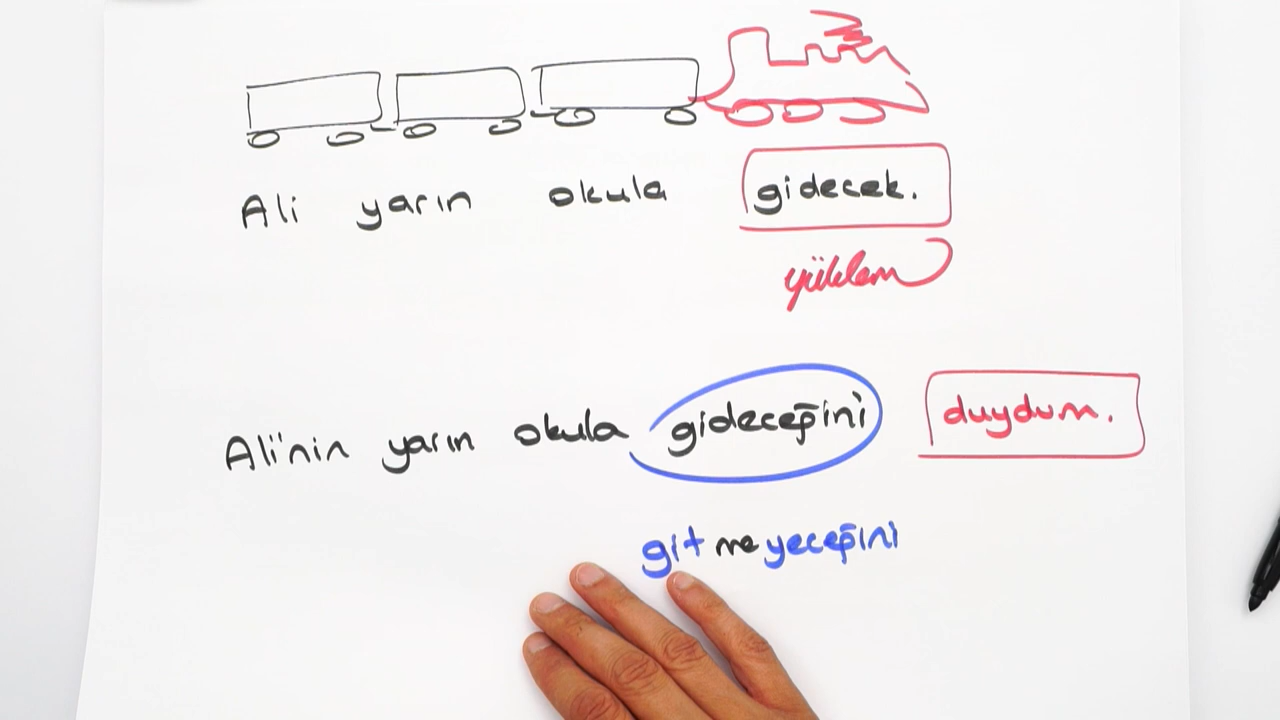 Ali yarın okula gidecek.
yüklem
Ali'nin yarın okula gideceğini duydum.
gitmeyeceğini